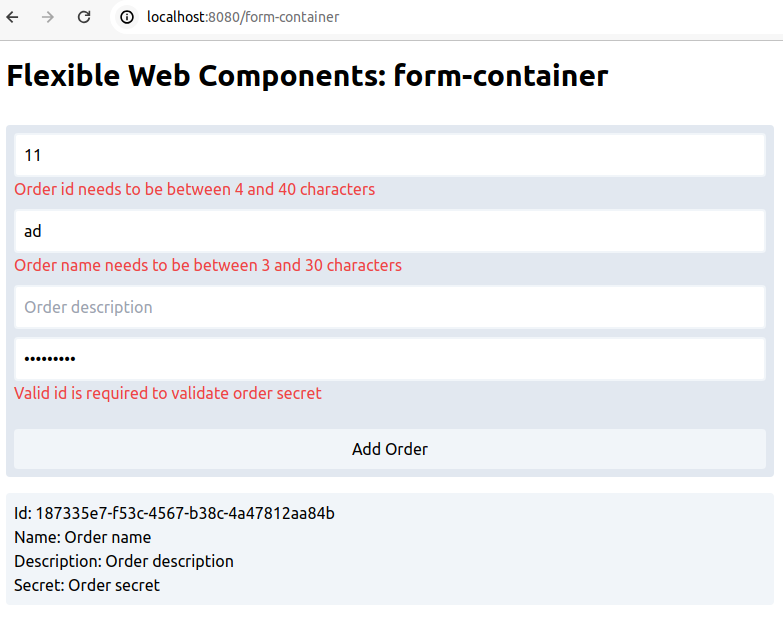 localhost:8080/form-container
Flexible Web Components: form-container
11
Order id needs to be between 4 and 40 characters
ad
Order name needs to be between 3 and 30 characters
Order description
•••••••••
Valid id is required to validate order secret
Add Order
Id: 187335e7-f53c-4567-b38c-4a47812aa84b
Name: Order name
Description: Order description
Secret: Order secret